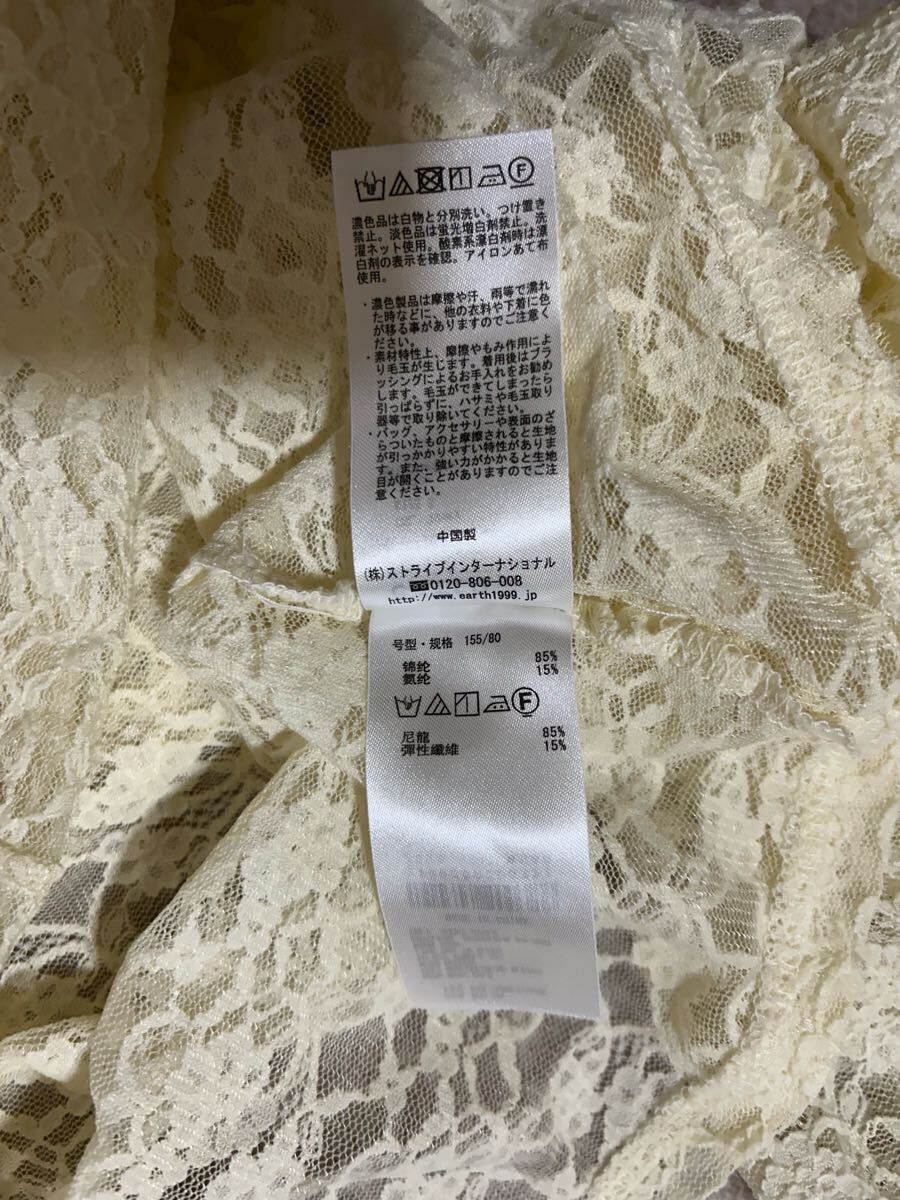 濃色品は白物と分別洗い。つけ置き
禁止。淡色品は蛍光増白剤禁止。洗
濯ネット使用。酸素系漂白剤時は漂
白剤の表示を確認。アイロンあて布
使用。
・濃色製品は摩擦や汗、雨等で濡れ
た時などに、他の衣料や下着に色
が移る事がありますのでご注意く
ださい。
・素材特性上、摩擦やもみ作用によ
り毛玉が生じます。着用後はブラ
ッシングによるお手入れをお勧め
します。毛玉ができてしまったら
引っぱらずに、ハサミや毛玉取り
器等で取り除いてください。
・バッグ、アクセサリーや表面のざ
らついたものと摩擦されると生地
が引っかかりやすい特性がありま
す。また、強い力がかかると生地
目が開くことがありますのでご注
意ください。
中国製
(株)ストライプインターナショナル
☎0120-806-008
http://www.earth1999.jp
号型・规格 155/80
锦纶 85%
氨纶 15%
F
尼龍 85%
彈性纖維 15%